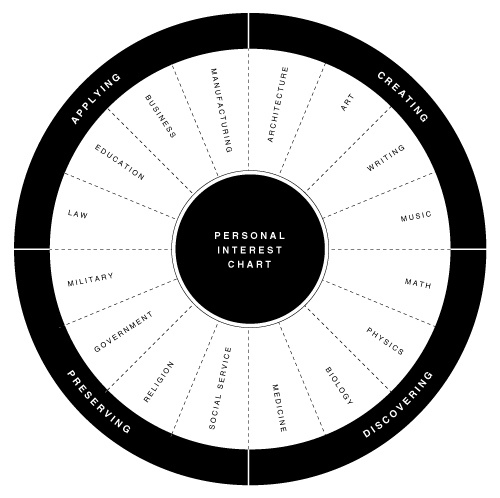 PERSONAL
INTEREST
CHART
CREATING
ARCHITECTURE
ART
WRITING
MUSIC
DISCOVERING
MATH
PHYSICS
BIOLOGY
MEDICINE
PRESERVING
SOCIAL SERVICE
RELIGION
GOVERNMENT
MILITARY
APPLYING
LAW
EDUCATION
BUSINESS
MANUFACTURING